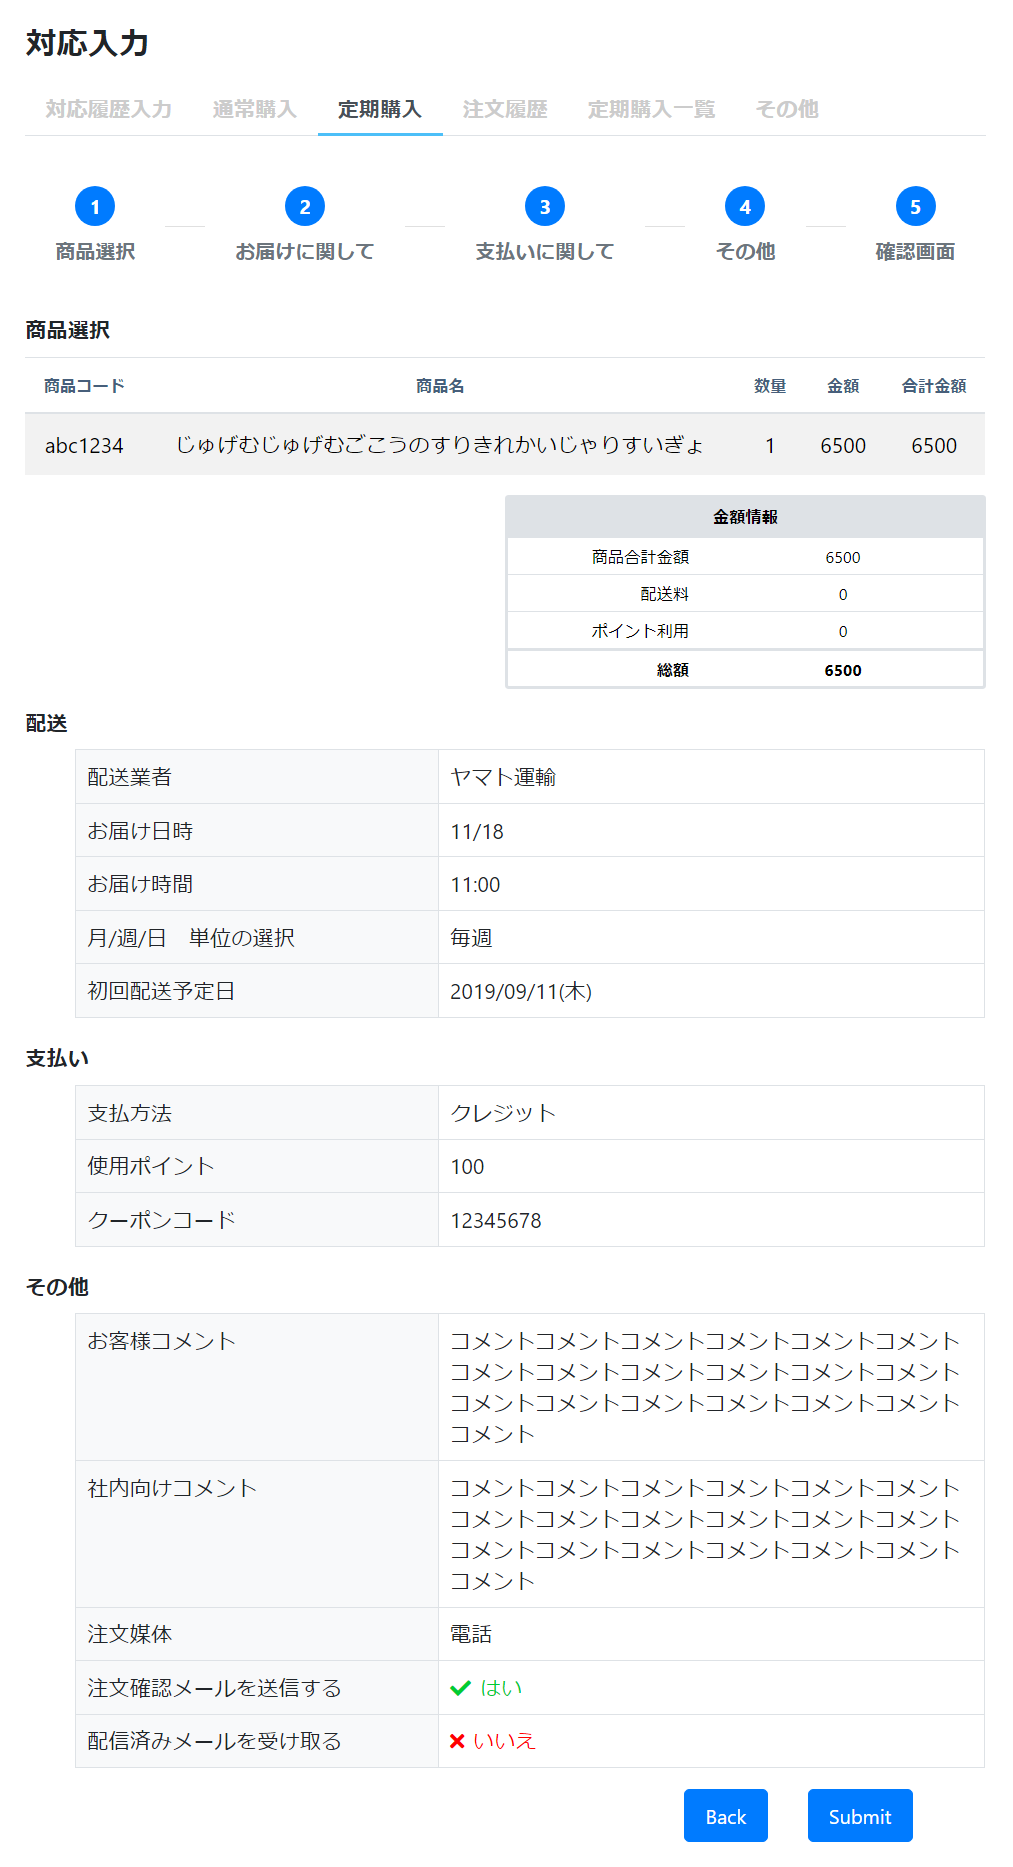 対応入力
対応履歴入力 通常購入 定期購入 注文履歴 定期購入一覧 その他
1 2 3 4 5
商品選択 お届けに関して 支払いに関して その他 確認画面
商品選択
商品コード 商品名 数量 金額 合計金額
abc1234 じゅげむじゅげむごこうのすりきれかいじゃりすいぎょ 1 6500 6500
金額情報
商品合計金額 6500
配送料 0
ポイント利用 0
総額 6500
配送
配送業者 ヤマト運輸
お届け日時 11/18
お届け時間 11:00
月/週/日　単位の選択 毎週
初回配送予定日 2019/09/11(木)
支払い
支払方法 クレジット
使用ポイント 100
クーポンコード 12345678
その他
お客様コメント コメントコメントコメントコメントコメントコメント
コメントコメントコメントコメントコメントコメント
コメントコメントコメントコメントコメントコメント
コメント
社内向けコメント コメントコメントコメントコメントコメントコメント
コメントコメントコメントコメントコメントコメント
コメントコメントコメントコメントコメントコメント
コメント
注文媒体 電話
注文確認メールを送信する はい
配信済みメールを受け取る いいえ
Back Submit